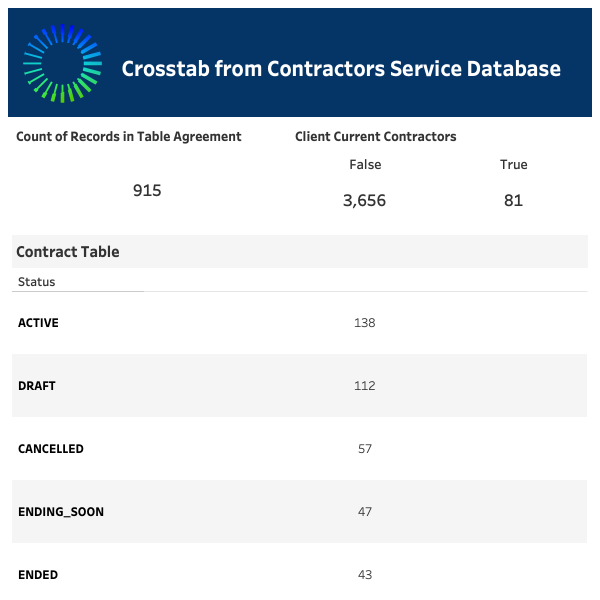 Crosstab from Contractors Service Database
Count of Records in Table Agreement
915
Client Current Contractors
False True
3,656 81
Contract Table
Status
ACTIVE 138
DRAFT 112
CANCELLED 57
ENDING_SOON 47
ENDED 43